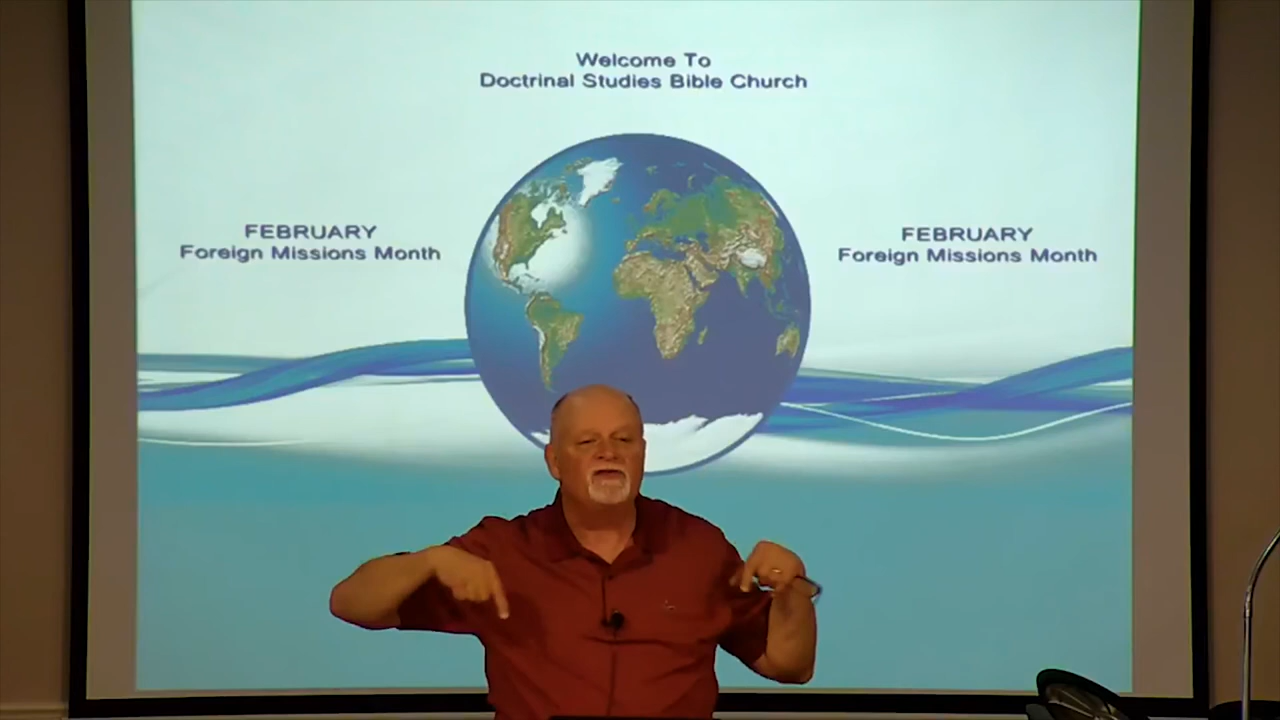 Welcome To
Doctrinal Studies Bible Church
FEBRUARY
Foreign Missions Month
FEBRUARY
Foreign Missions Month